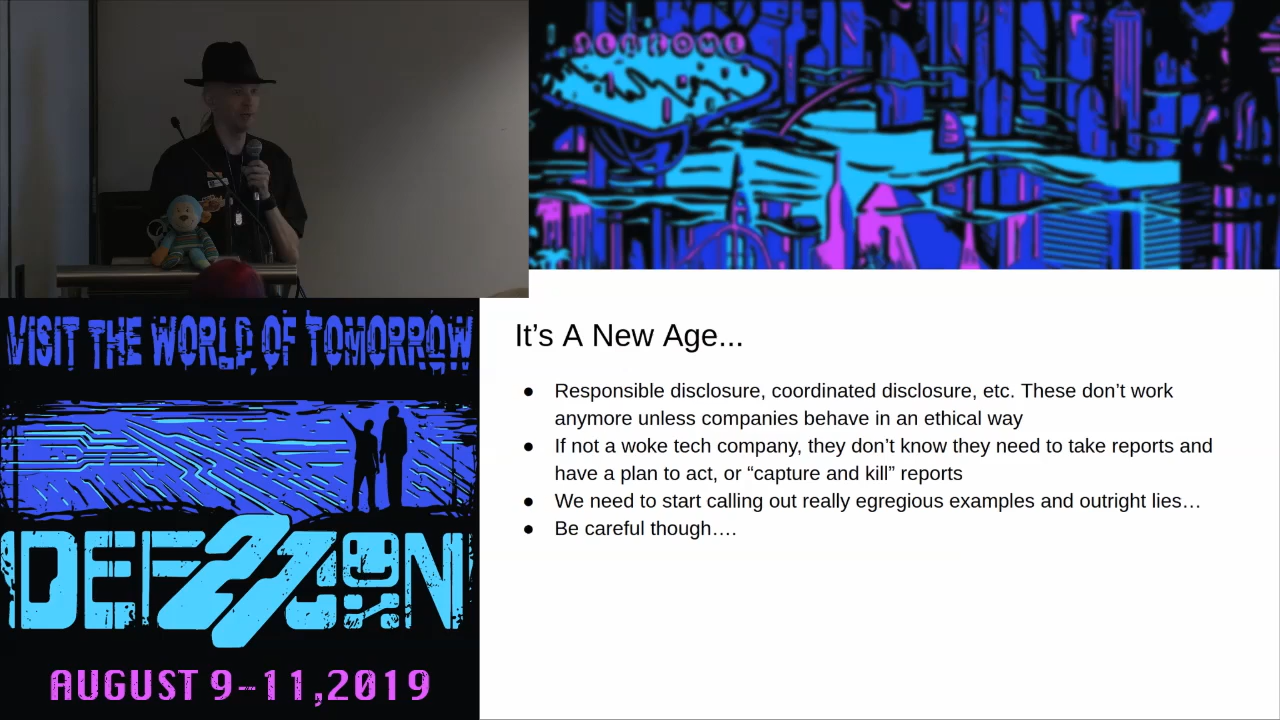 WELCOME
It’s A New Age...
● Responsible disclosure, coordinated disclosure, etc. These don’t work
anymore unless companies behave in an ethical way
● If not a woke tech company, they don’t know they need to take reports and
have a plan to act, or “capture and kill” reports
● We need to start calling out really egregious examples and outright lies…
● Be careful though….
VISIT THE WORLD OF TOMORROW
DEF27CON
AUGUST 9-11,2019